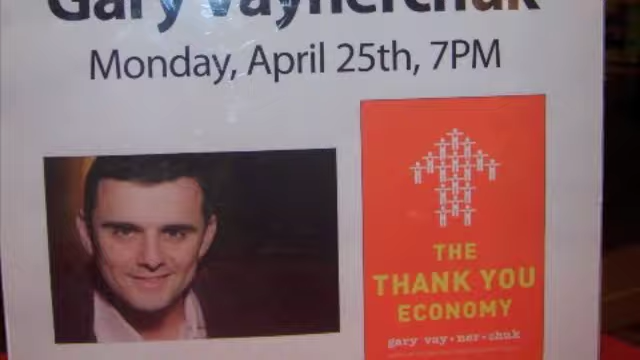 Gary Vaynerchuk
Monday, April 25th, 7PM
THE
THANK YOU
ECONOMY
gary vay•ner•chuk